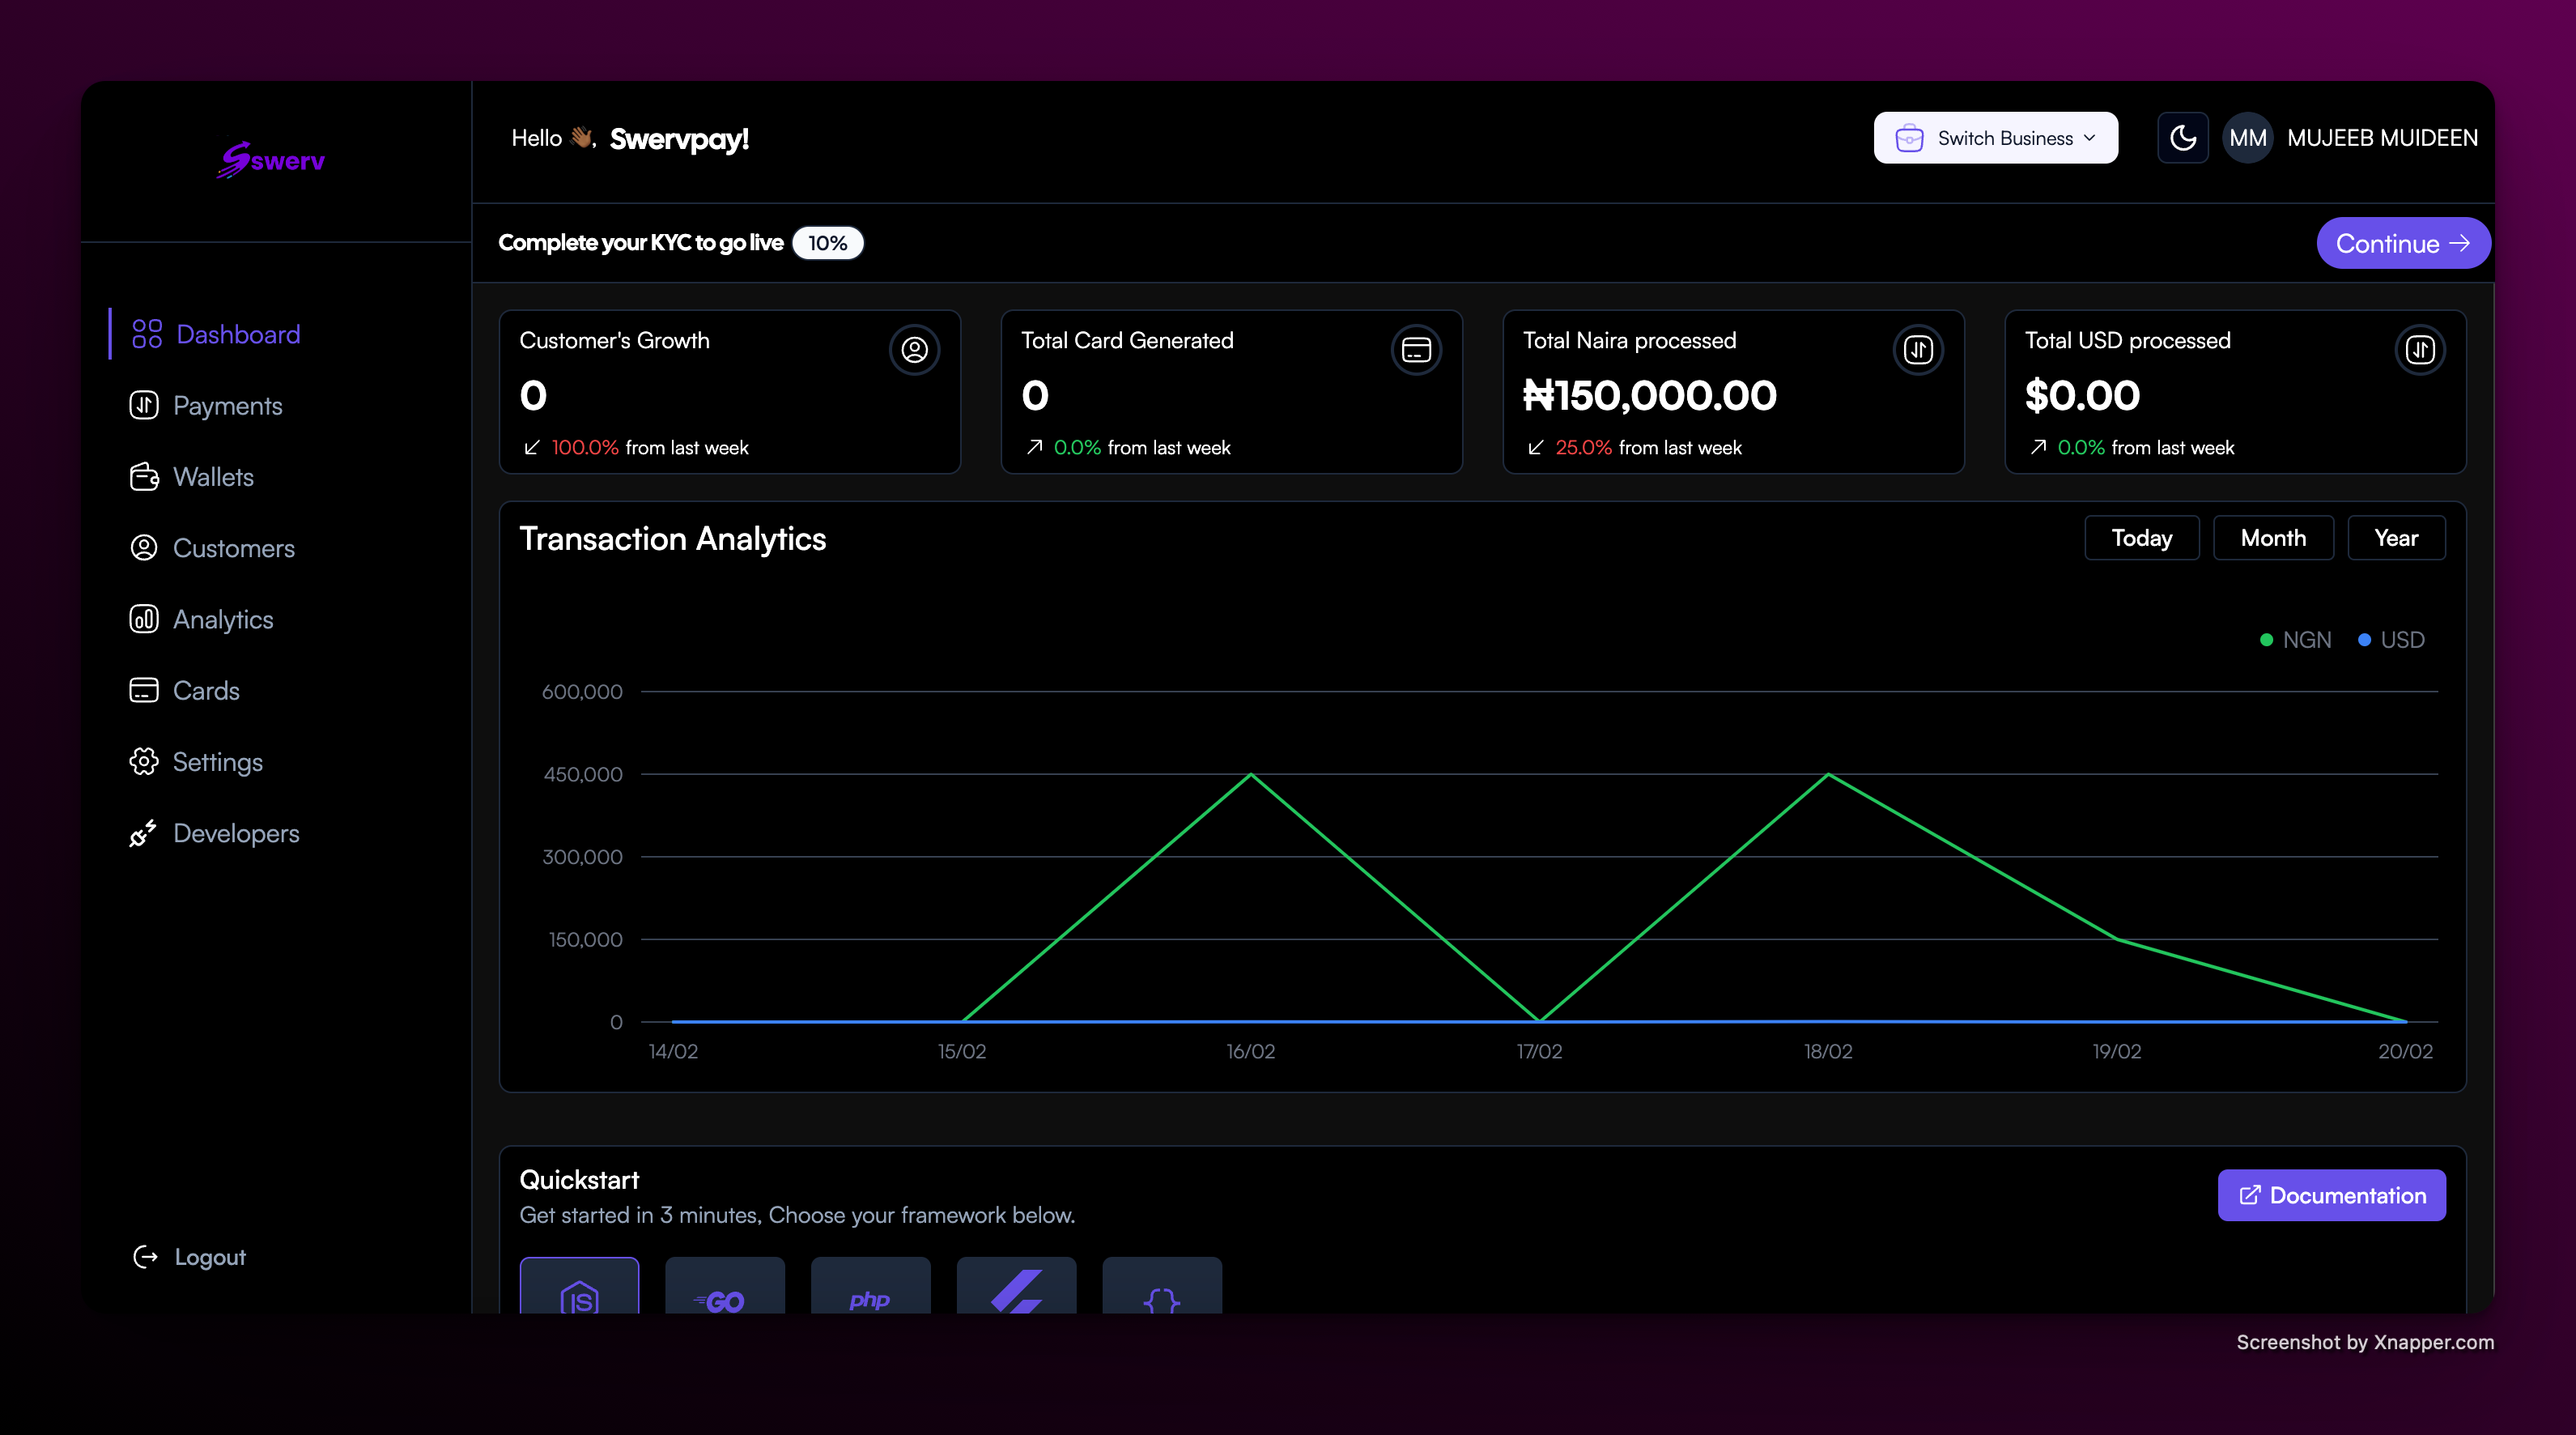 swerv
Hello 👋🏾, Swervpay!
Switch Business
MM
MUJEEB MUIDEEN
Complete your KYC to go live 10%
Continue →
Dashboard
Payments
Wallets
Customers
Analytics
Cards
Settings
Developers
Logout
Customer's Growth
0
100.0% from last week
Total Card Generated
0
0.0% from last week
Total Naira processed
₦150,000.00
25.0% from last week
Total USD processed
$0.00
0.0% from last week
Transaction Analytics
Today
Month
Year
NGN
USD
600,000
450,000
300,000
150,000
0
14/02
15/02
16/02
17/02
18/02
19/02
20/02
Quickstart
Get started in 3 minutes, Choose your framework below.
Documentation
JS
GO
php
{}
Screenshot by Xnapper.com